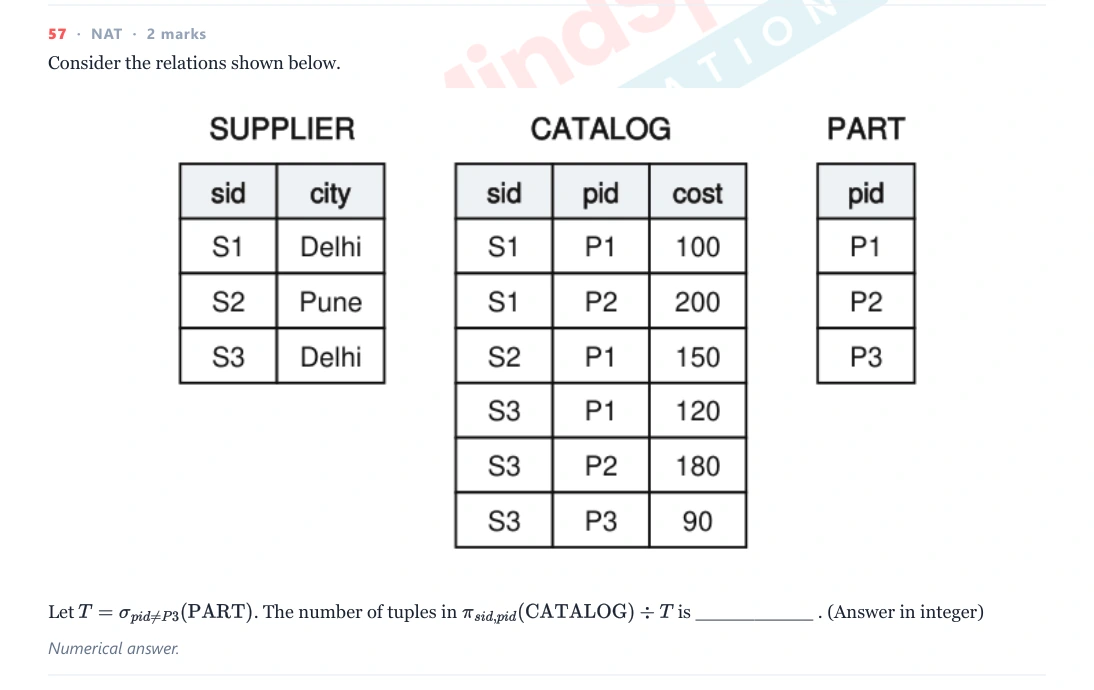 57 · NAT · 2 marks
Consider the relations shown below.
SUPPLIER CATALOG PART
sid city sid pid cost pid
S1 Delhi S1 P1 100 P1
S2 Pune S1 P2 200 P2
S3 Delhi S2 P1 150 P3
S3 P1 120
S3 P2 180
S3 P3 90
Let T = σpid≠P3(PART). The number of tuples in πsid,pid(CATALOG) ÷ T is ____________ . (Answer in integer)
Numerical answer.